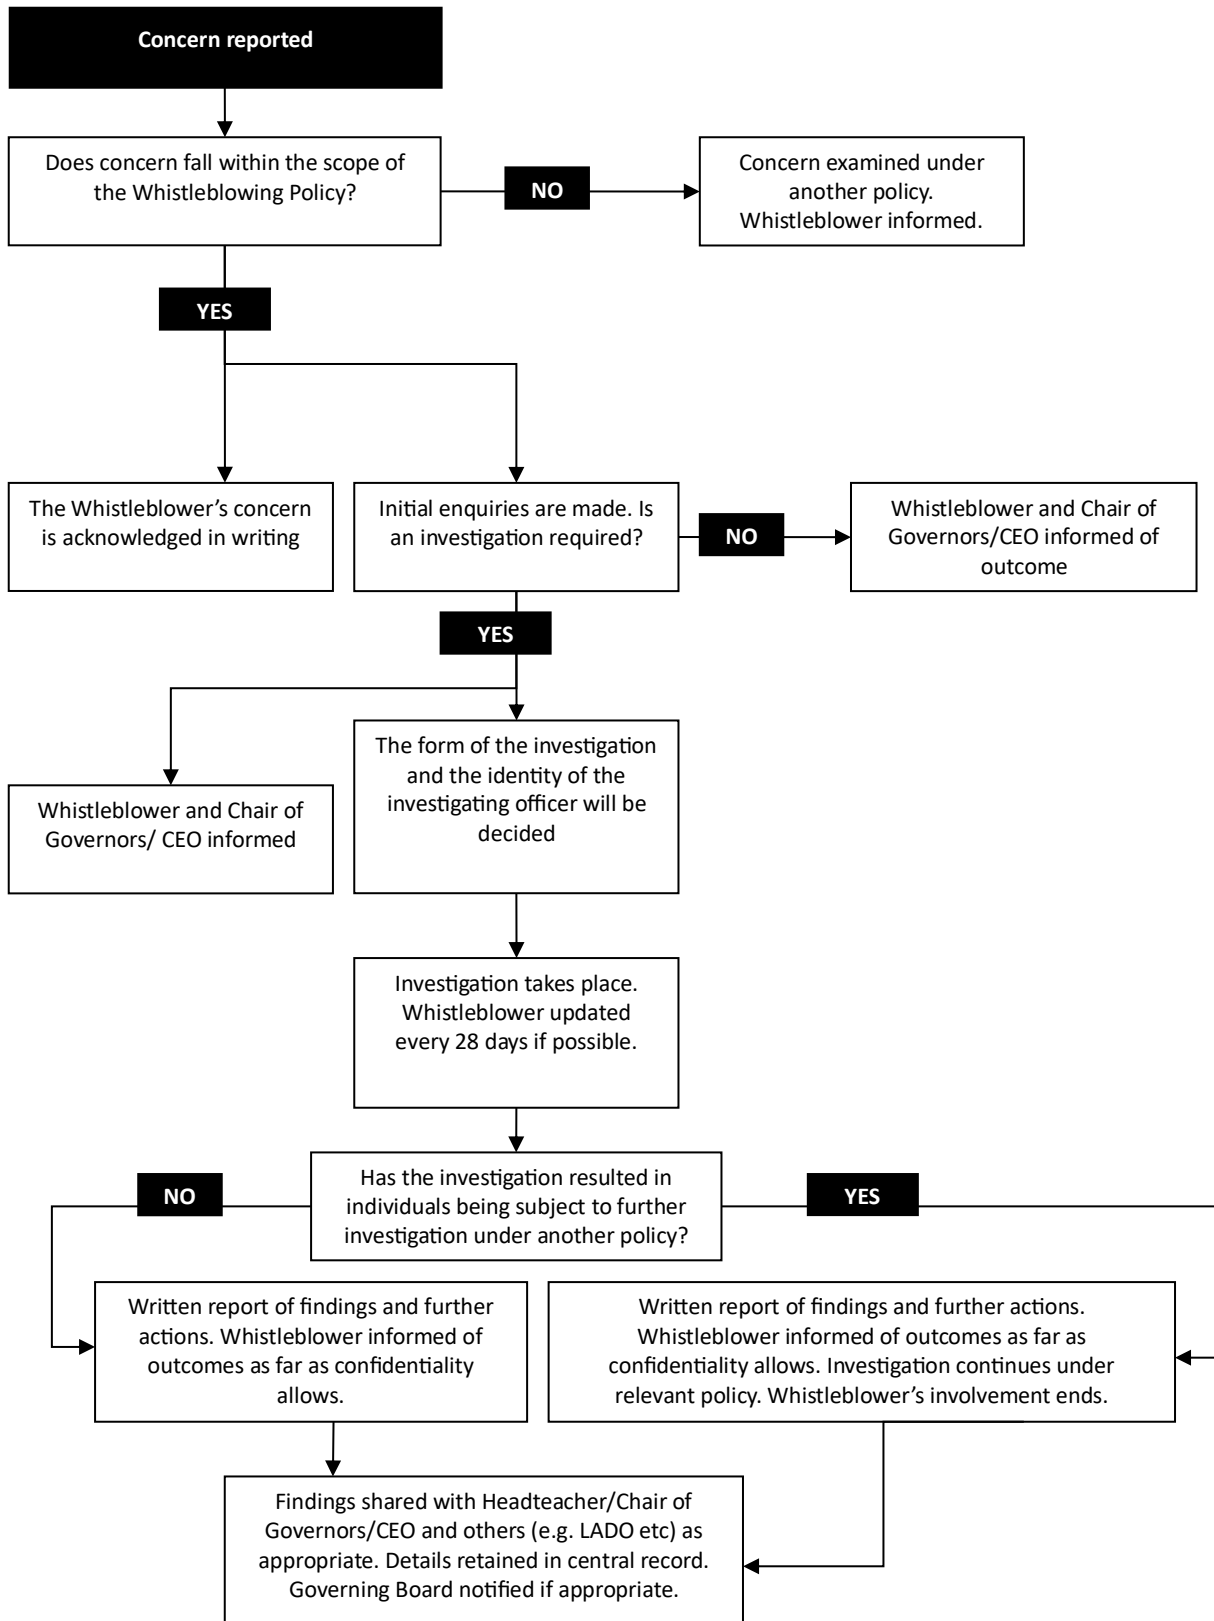 Concern reported
Does concern fall within the scope of
the Whistleblowing Policy?
NO
Concern examined under
another policy.
Whistleblower informed.
YES
The Whistleblower’s concern
is acknowledged in writing
Initial enquiries are made. Is
an investigation required?
NO
Whistleblower and Chair of
Governors/CEO informed of
outcome
YES
Whistleblower and Chair of
Governors/ CEO informed
The form of the investigation
and the identity of the
investigating officer will be
decided
Investigation takes place.
Whistleblower updated
every 28 days if possible.
Has the investigation resulted in
individuals being subject to further
investigation under another policy?
NO
YES
Written report of findings and further
actions. Whistleblower informed of
outcomes as far as confidentiality
allows.
Written report of findings and further actions.
Whistleblower informed of outcomes as far as
confidentiality allows. Investigation continues under
relevant policy. Whistleblower’s involvement ends.
Findings shared with Headteacher/Chair of
Governors/CEO and others (e.g. LADO etc) as
appropriate. Details retained in central record.
Governing Board notified if appropriate.